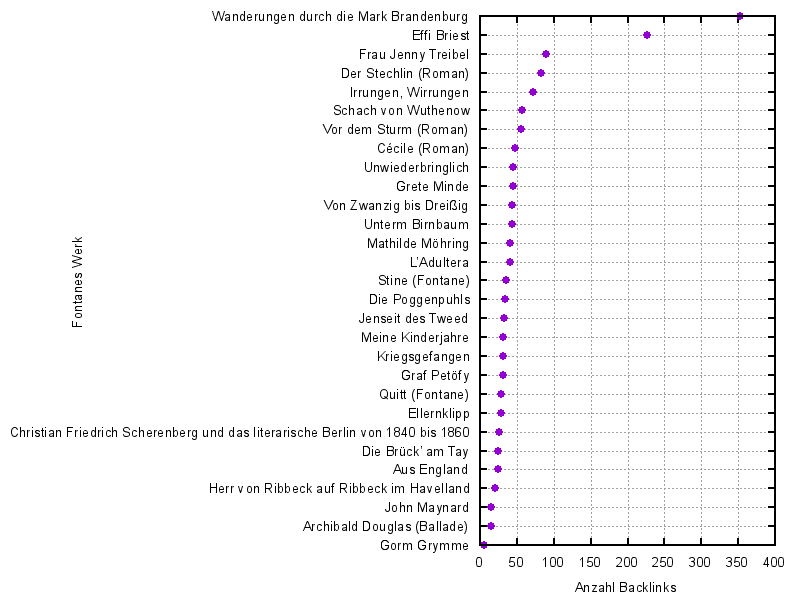 Wanderungen durch die Mark Brandenburg
Effi Briest
Frau Jenny Treibel
Der Stechlin (Roman)
Irrungen, Wirrungen
Schach von Wuthenow
Vor dem Sturm (Roman)
Cécile (Roman)
Unwiederbringlich
Grete Minde
Von Zwanzig bis Dreißig
Unterm Birnbaum
Mathilde Möhring
L'Adultera
Stine (Fontane)
Die Poggenpuhls
Jenseit des Tweed
Meine Kinderjahre
Kriegsgefangen
Graf Petöfy
Quitt (Fontane)
Ellernklipp
Christian Friedrich Scherenberg und das literarische Berlin von 1840 bis 1860
Die Brück' am Tay
Aus England
Herr von Ribbeck auf Ribbeck im Havelland
John Maynard
Archibald Douglas (Ballade)
Gorm Grymme
Fontanes Werk
0 50 100 150 200 250 300 350 400
Anzahl Backlinks